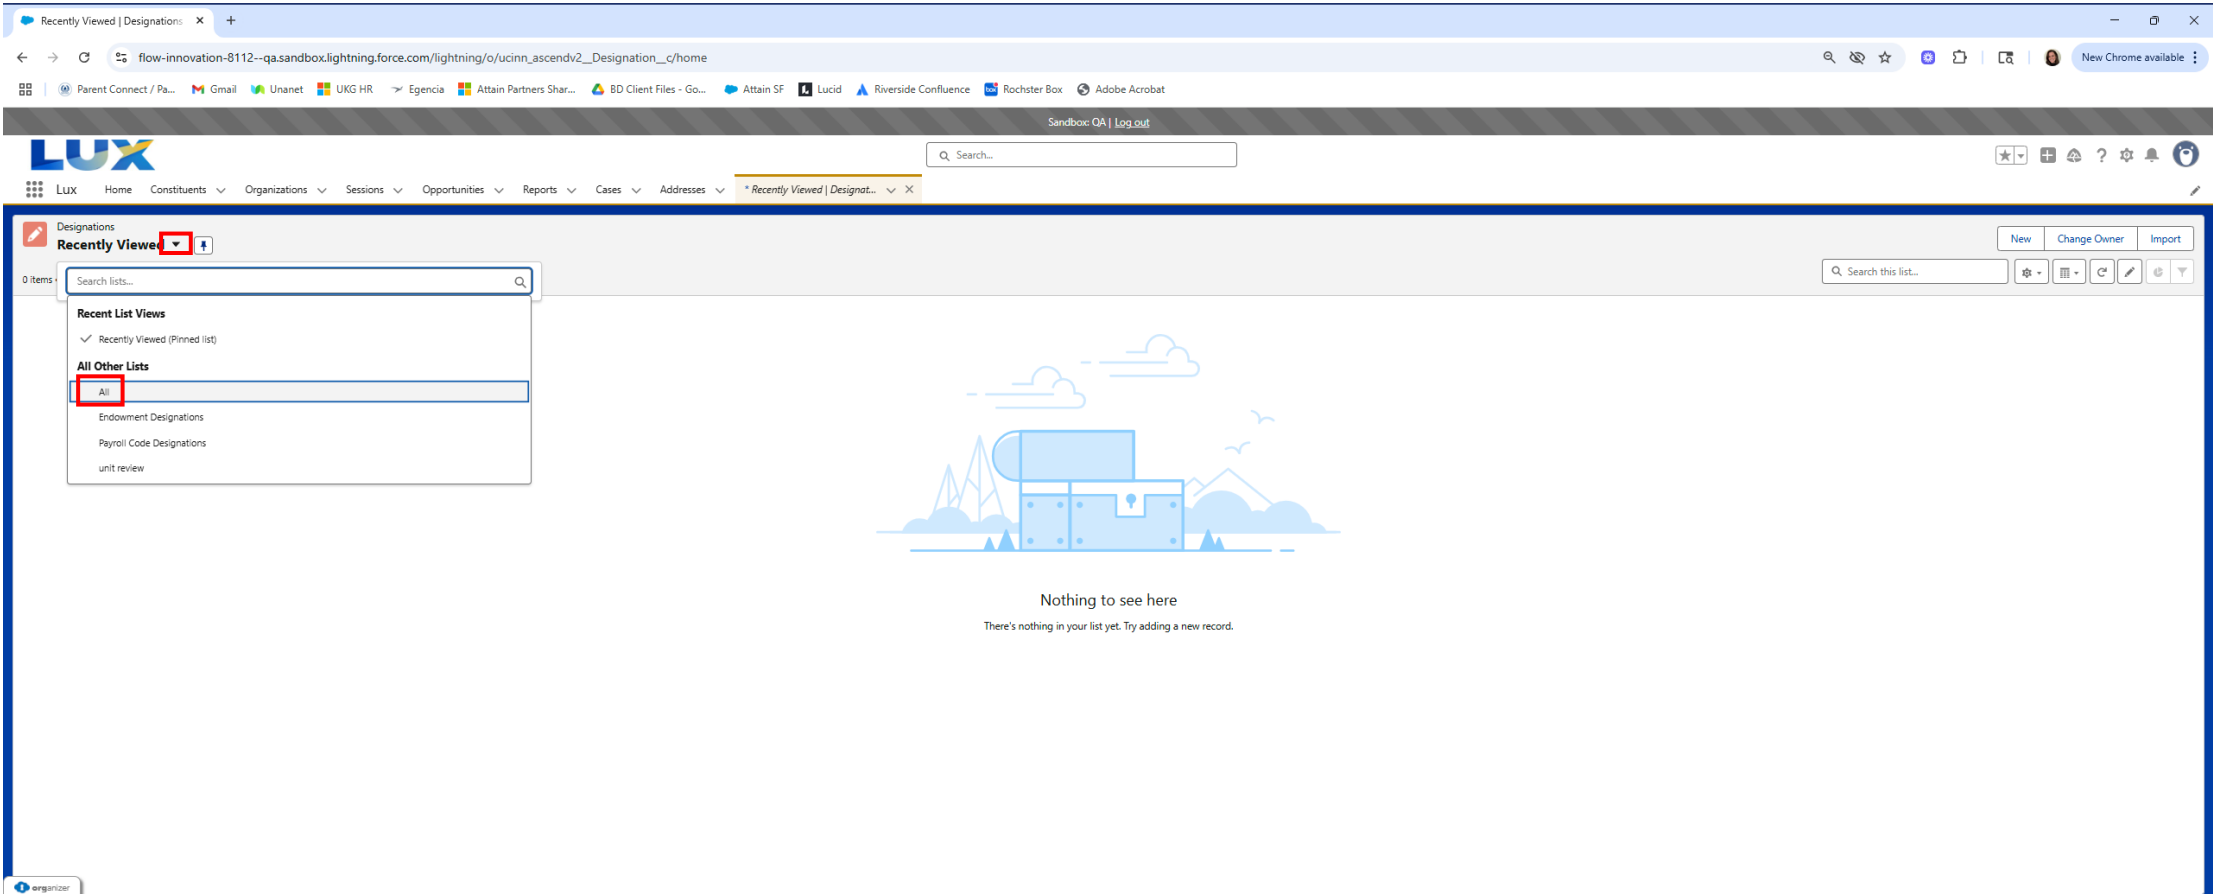 Recently Viewed | Designations
flow-innovation-8112--qa.sandbox.lightning.force.com/lightning/o/ucinn_ascendv2__Designation__c/home
New Chrome available
Parent Connect / Pa... Gmail Unanet UKG HR Egencia Attain Partners Shar... BD Client Files - Go... Attain SF Lucid Riverside Confluence Rochster Box Adobe Acrobat
Sandbox: QA | Log out
LUX
Search...
Lux Home Constituents Organizations Sessions Opportunities Reports Cases Addresses * Recently Viewed | Designat...
Designations
Recently Viewed
New Change Owner Import
0 items
Search this list...
Search lists...
Recent List Views
Recently Viewed (Pinned list)
All Other Lists
All
Endowment Designations
Payroll Code Designations
unit review
Nothing to see here
There's nothing in your list yet. Try adding a new record.
organizer